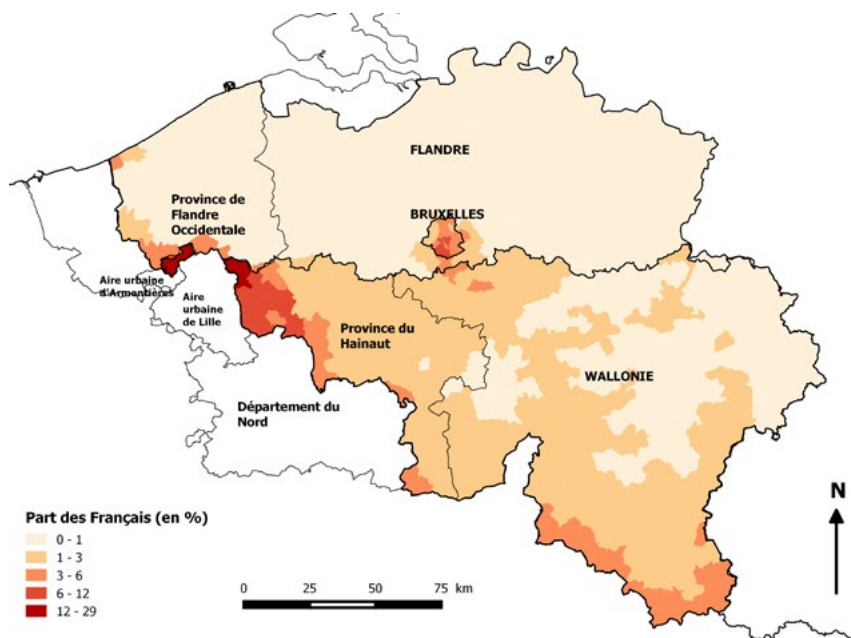 FLANDRE
Province de
Flandre
Occidentale
BRUXELLES
Aire urbaine
d'Armentières
Aire
urbaine
de Lille
Province du
Hainaut
WALLONIE
Département du
Nord
N
Part des Français (en %)
0 - 1
1 - 3
3 - 6
6 - 12
12 - 29
0 25 50 75 km